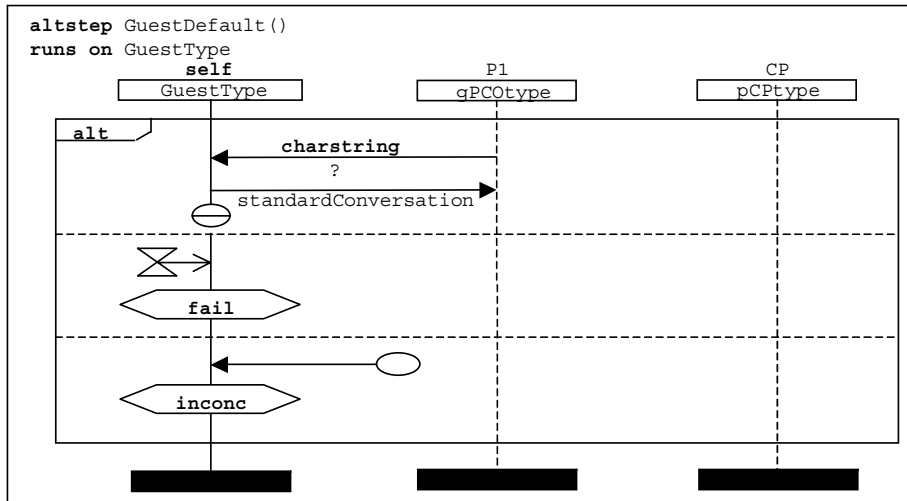 altstep GuestDefault()
runs on GuestType
self P1 CP
GuestType gPCOtype pCPtype
alt
charstring
?
standardConversation
fail
inconc